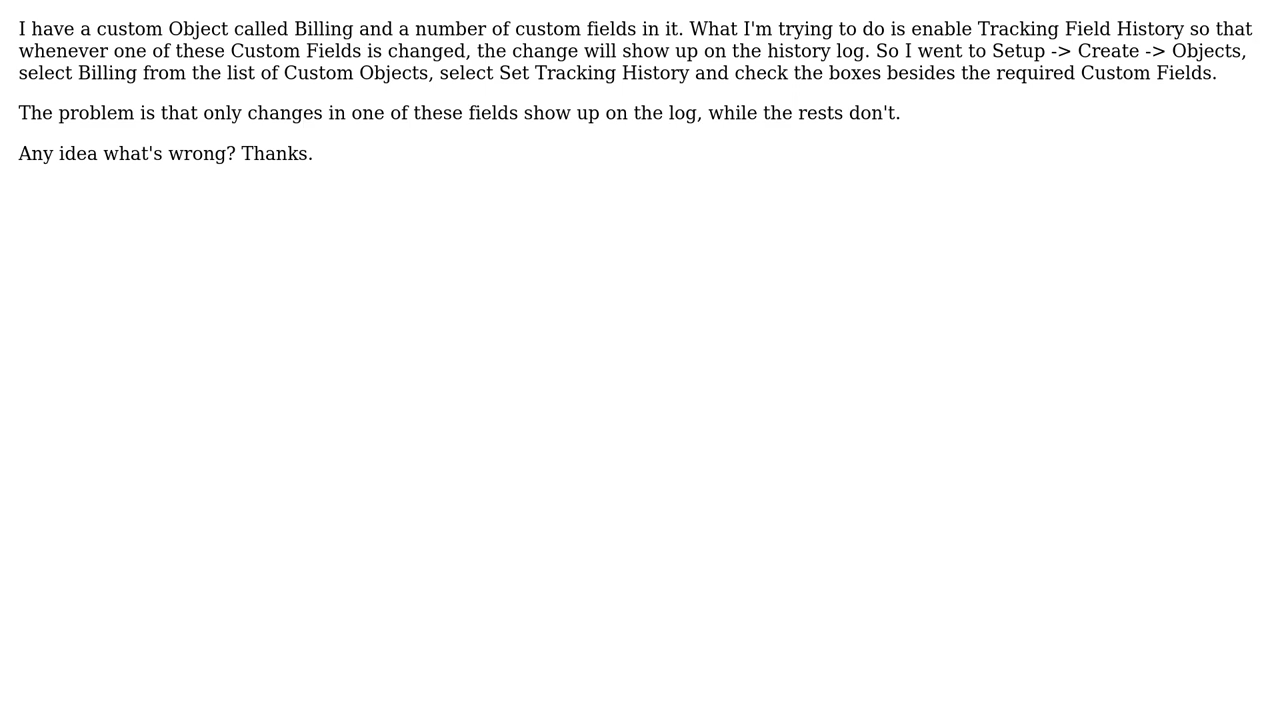 I have a custom Object called Billing and a number of custom fields in it. What I'm trying to do is enable Tracking Field History so that
whenever one of these Custom Fields is changed, the change will show up on the history log. So I went to Setup -> Create -> Objects,
select Billing from the list of Custom Objects, select Set Tracking History and check the boxes besides the required Custom Fields.
The problem is that only changes in one of these fields show up on the log, while the rests don't.
Any idea what's wrong? Thanks.